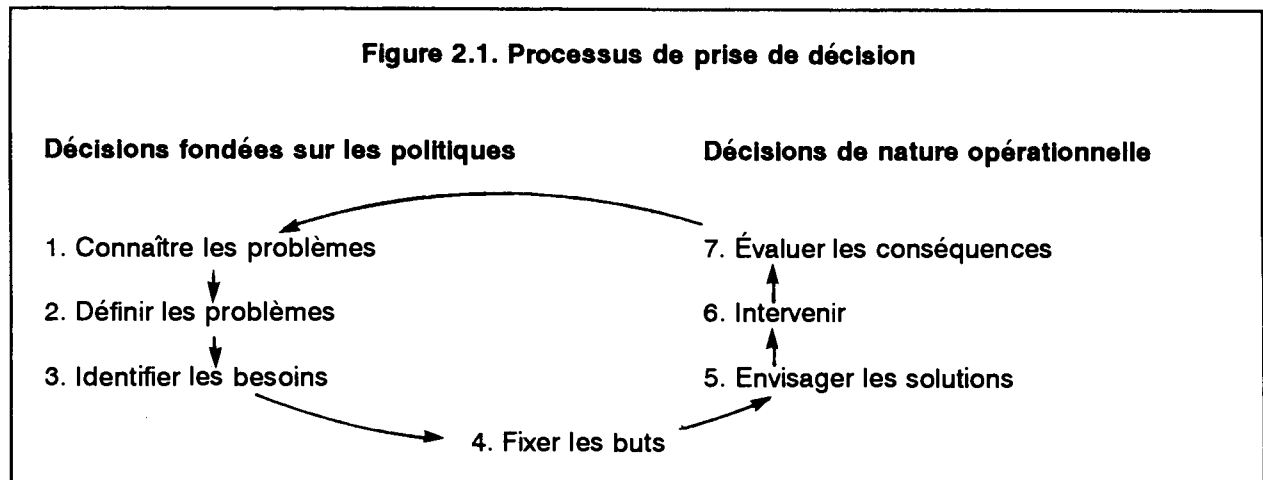 Figure 2.1. Processus de prise de décision
Décisions fondées sur les politiques
1. Connaître les problèmes
2. Définir les problèmes
3. Identifier les besoins
4. Fixer les buts
Décisions de nature opérationnelle
7. Évaluer les conséquences
6. Intervenir
5. Envisager les solutions